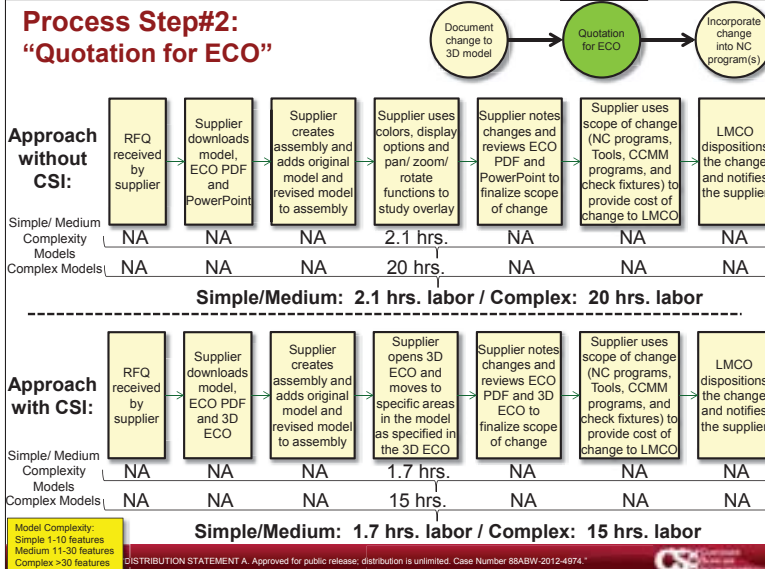 Process Step#2:
“Quotation for ECO”
Document
change to
3D model
Quotation
for ECO
Incorporate
change
into NC
program(s)
Approach
without
CSI:
RFQ
received
by
supplier
Supplier
downloads
model,
ECO PDF
and
PowerPoint
Supplier
creates
assembly and
adds original
model and
revised model
to assembly
Supplier uses
colors, display
options and
pan/ zoom/
rotate
functions to
study overlay
Supplier notes
changes and
reviews ECO
PDF and
PowerPoint to
finalize scope
of change
Supplier uses
scope of change
(NC programs,
Tools, CCMM
programs, and
check fixtures) to
provide cost of
change to LMCO
LMCO
dispositions
the change
and notifies
the supplier
Simple/ Medium
Complexity
Models
NA NA NA 2.1 hrs. NA NA NA
Complex Models
NA NA NA 20 hrs. NA NA NA
Simple/Medium: 2.1 hrs. labor / Complex: 20 hrs. labor
Approach
with CSI:
RFQ
received
by
supplier
Supplier
downloads
model,
ECO PDF
and 3D
ECO
Supplier
creates
assembly and
adds original
model and
revised model
to assembly
Supplier
opens 3D
ECO and
moves to
specific areas
in the model
as specified in
the 3D ECO
Supplier notes
changes and
reviews ECO
PDF and 3D
ECO to
finalize scope
of change
Supplier uses
scope of change
(NC programs,
Tools, CCMM
programs, and
check fixtures) to
provide cost of
change to LMCO
LMCO
dispositions
the change
and notifies
the supplier
Simple/ Medium
Complexity
Models
NA NA NA 1.7 hrs. NA NA NA
Complex Models
NA NA NA 15 hrs. NA NA NA
Simple/Medium: 1.7 hrs. labor / Complex: 15 hrs. labor
Model Complexity:
Simple 1-10 features
Medium 11-30 features
Complex >30 features
DISTRIBUTION STATEMENT A. Approved for public release; distribution is unlimited. Case Number 88ABW-2012-4974."